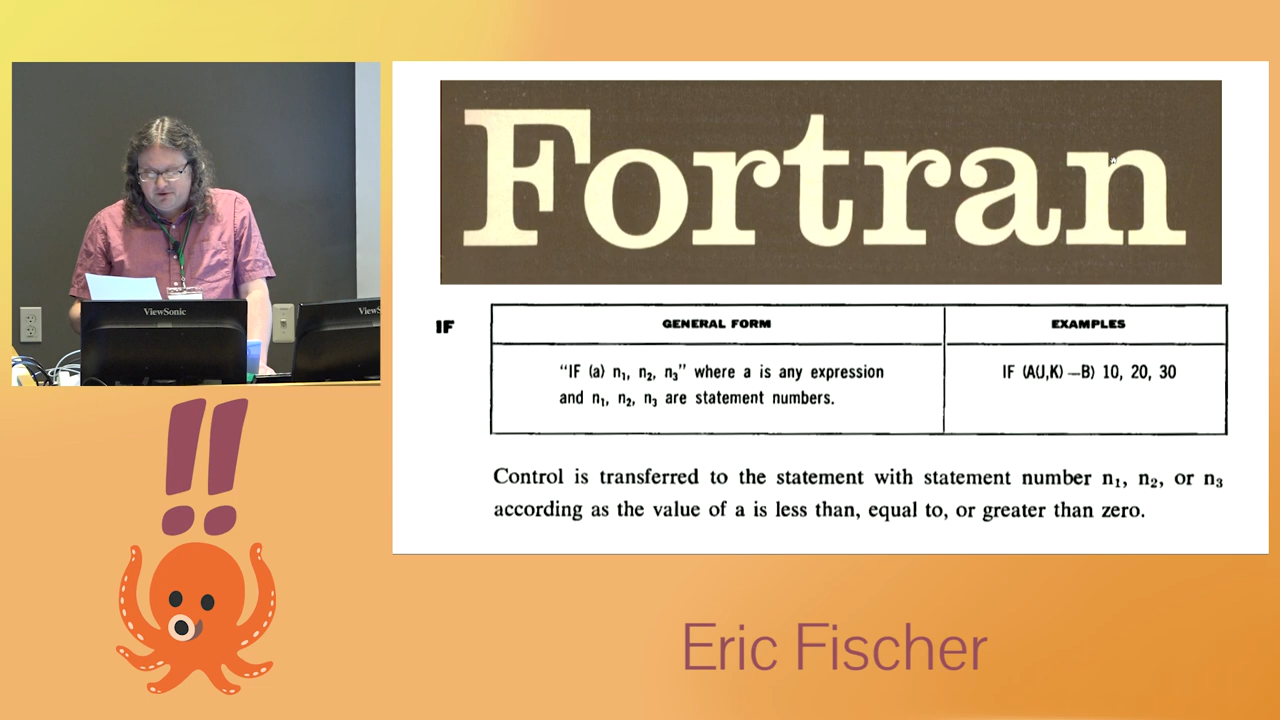 Fortran
IF
GENERAL FORM
EXAMPLES
“IF (a) n₁, n₂, n₃” where a is any expression
and n₁, n₂, n₃ are statement numbers.
IF (A(J,K) —B) 10, 20, 30
Control is transferred to the statement with statement number n₁, n₂, or n₃
according as the value of a is less than, equal to, or greater than zero.
ViewSonic
ViewS
!!
Eric Fischer